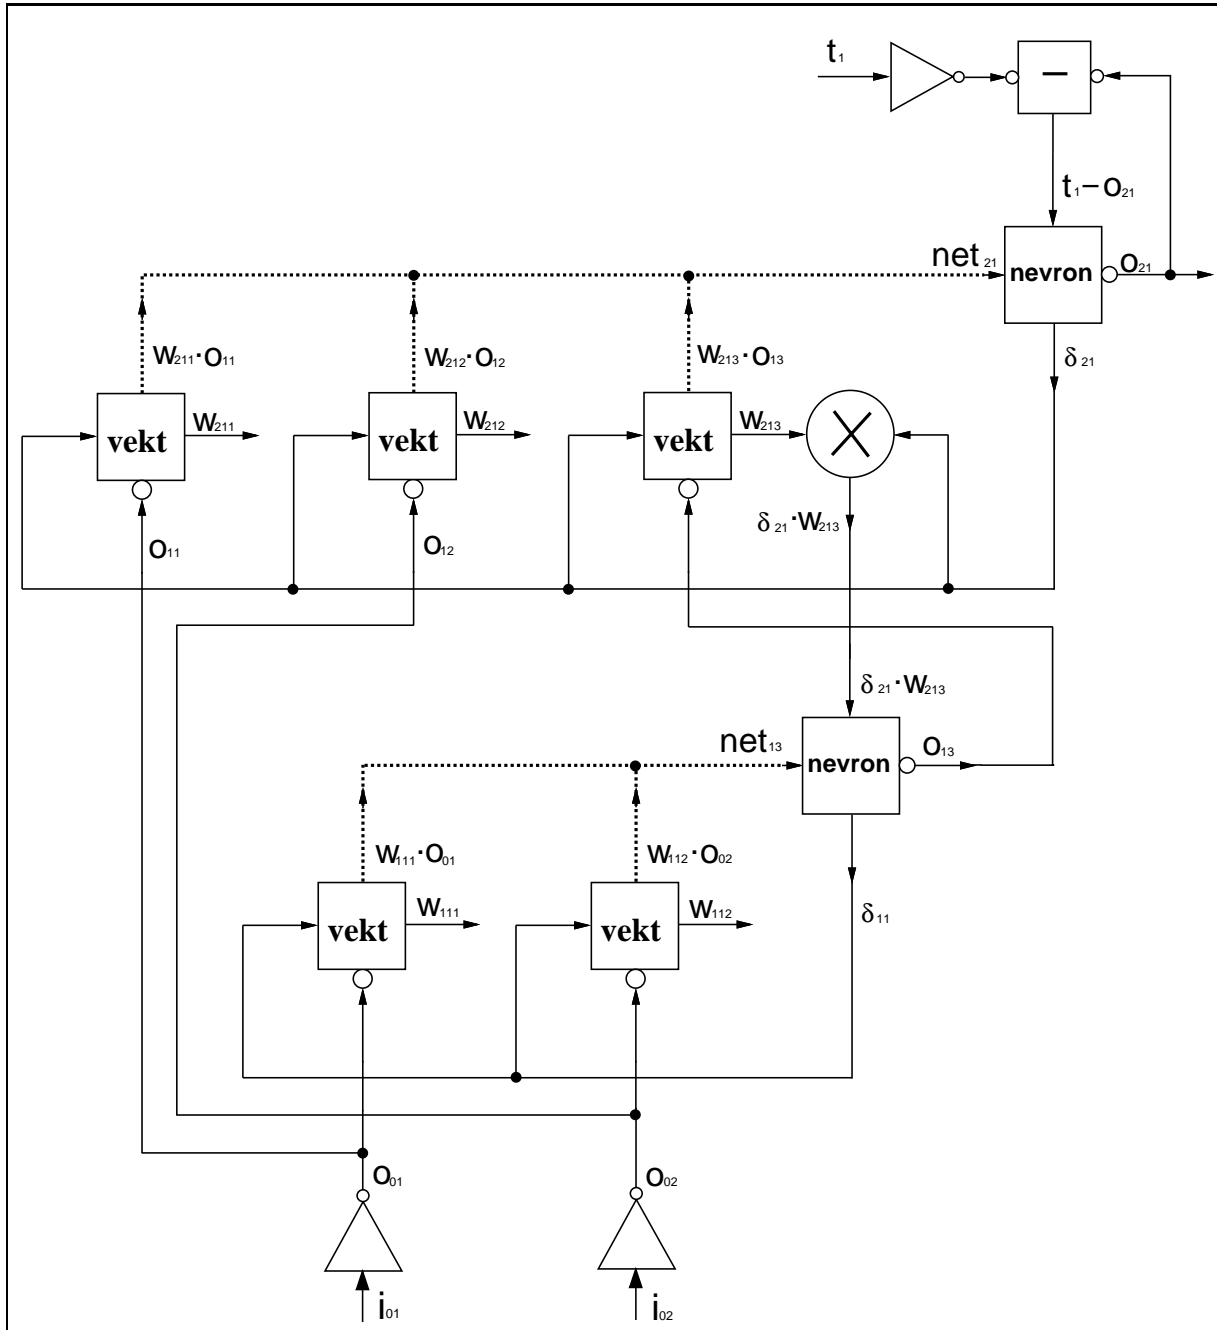 t₁
−
t₁−o₂₁
net₂₁
nevron
o₂₁
w₂₁₁·o₁₁
w₂₁₂·o₁₂
w₂₁₃·o₁₃
δ₂₁
vekt
w₂₁₁
vekt
w₂₁₂
vekt
w₂₁₃
δ₂₁·w₂₁₃
o₁₁
o₁₂
δ₂₁·w₂₁₃
net₁₃
nevron
o₁₃
w₁₁₁·o₀₁
w₁₁₂·o₀₂
vekt
w₁₁₁
vekt
w₁₁₂
δ₁₁
o₀₁
o₀₂
i₀₁
i₀₂